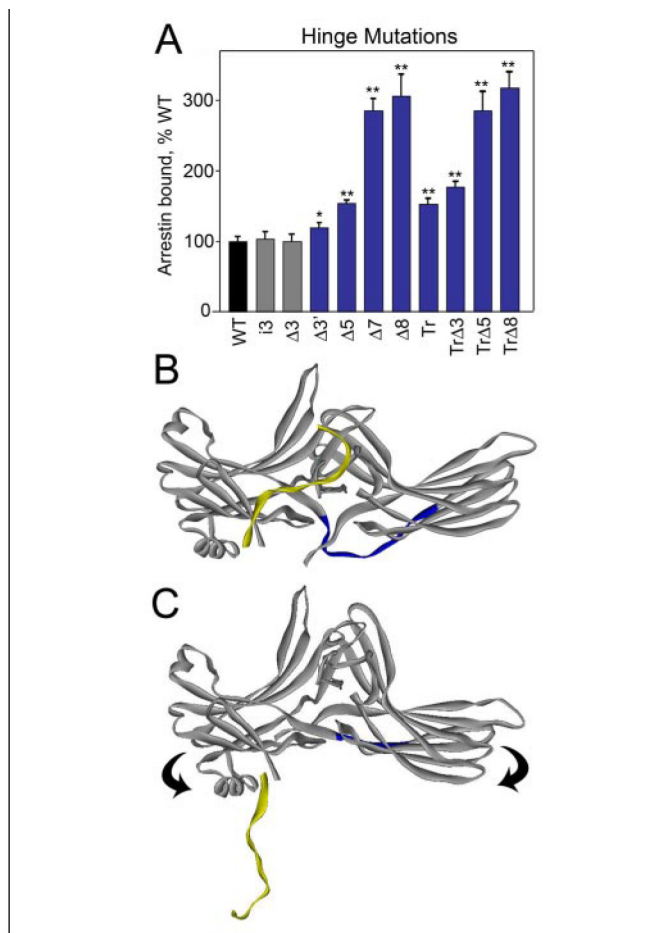 A
Hinge Mutations
Arrestin bound, % WT
300
200
100
0
* ** ** ** ** ** ** **
WT i3 Δ3 Δ3' Δ5 Δ7 Δ8 Tr TrΔ3 TrΔ5 TrΔ8
B
C